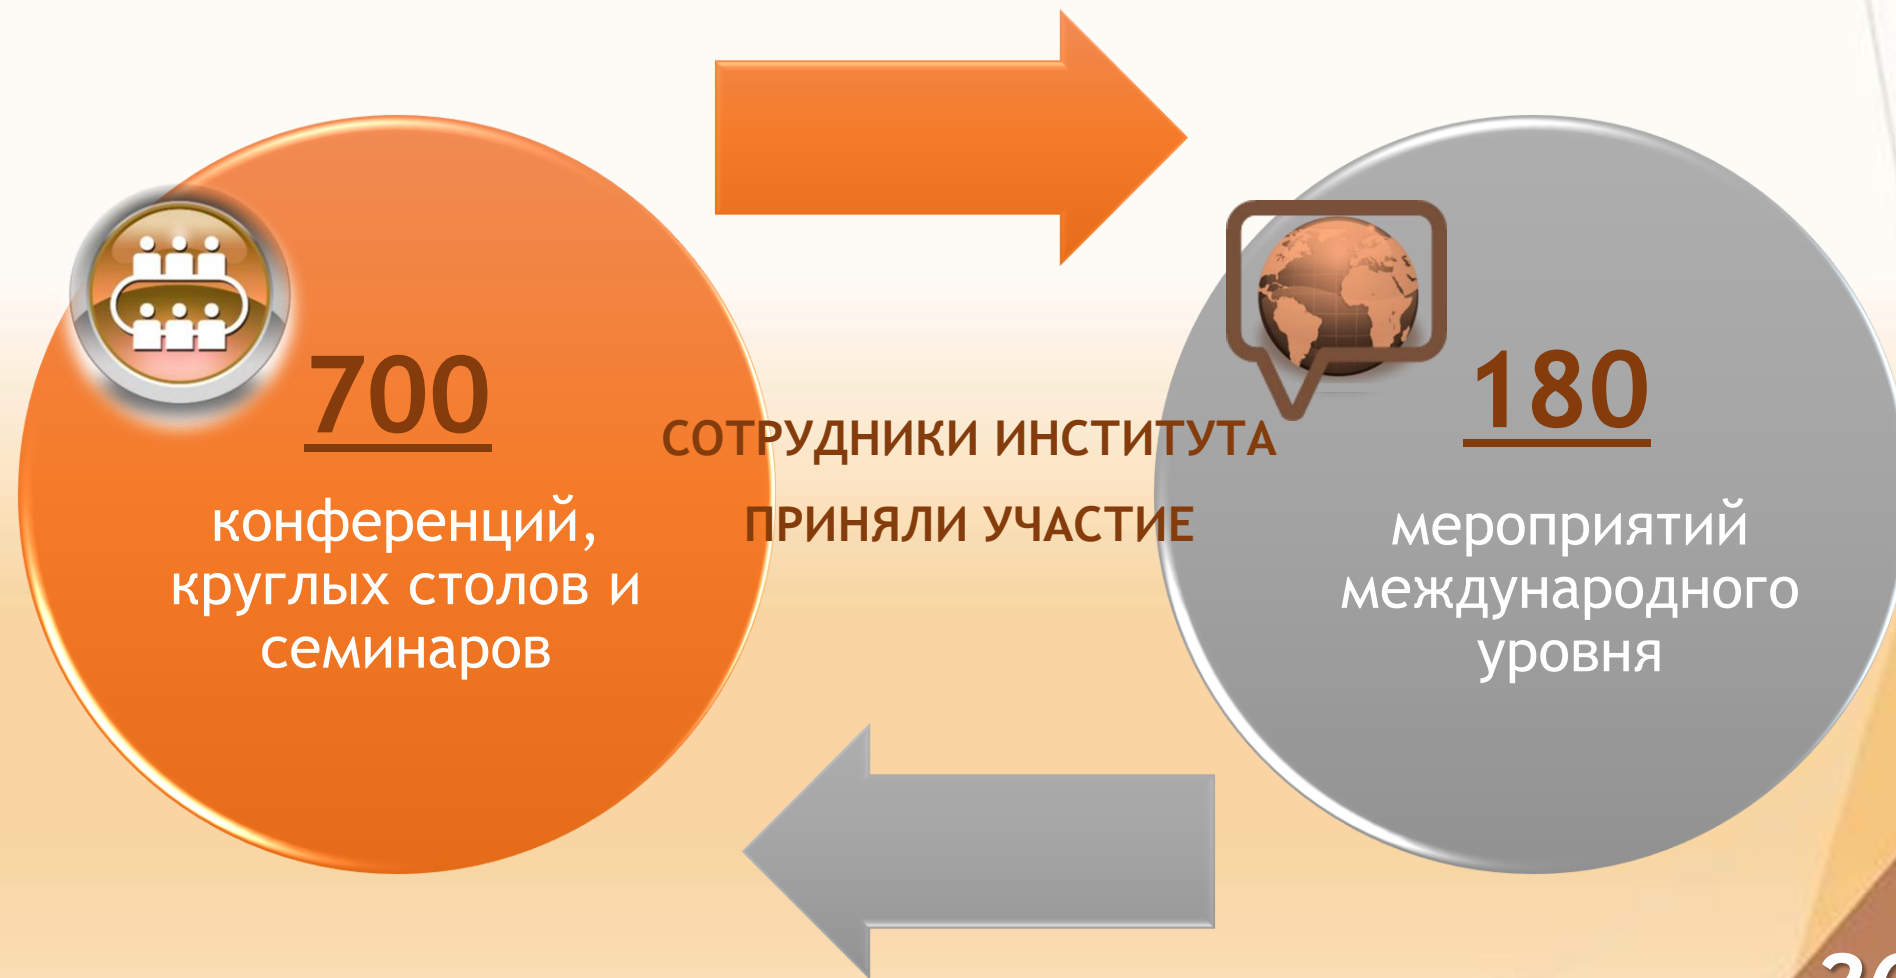 700
конференций,
круглых столов и
семинаров
СОТРУДНИКИ ИНСТИТУТА
ПРИНЯЛИ УЧАСТИЕ
180
мероприятий
международного
уровня